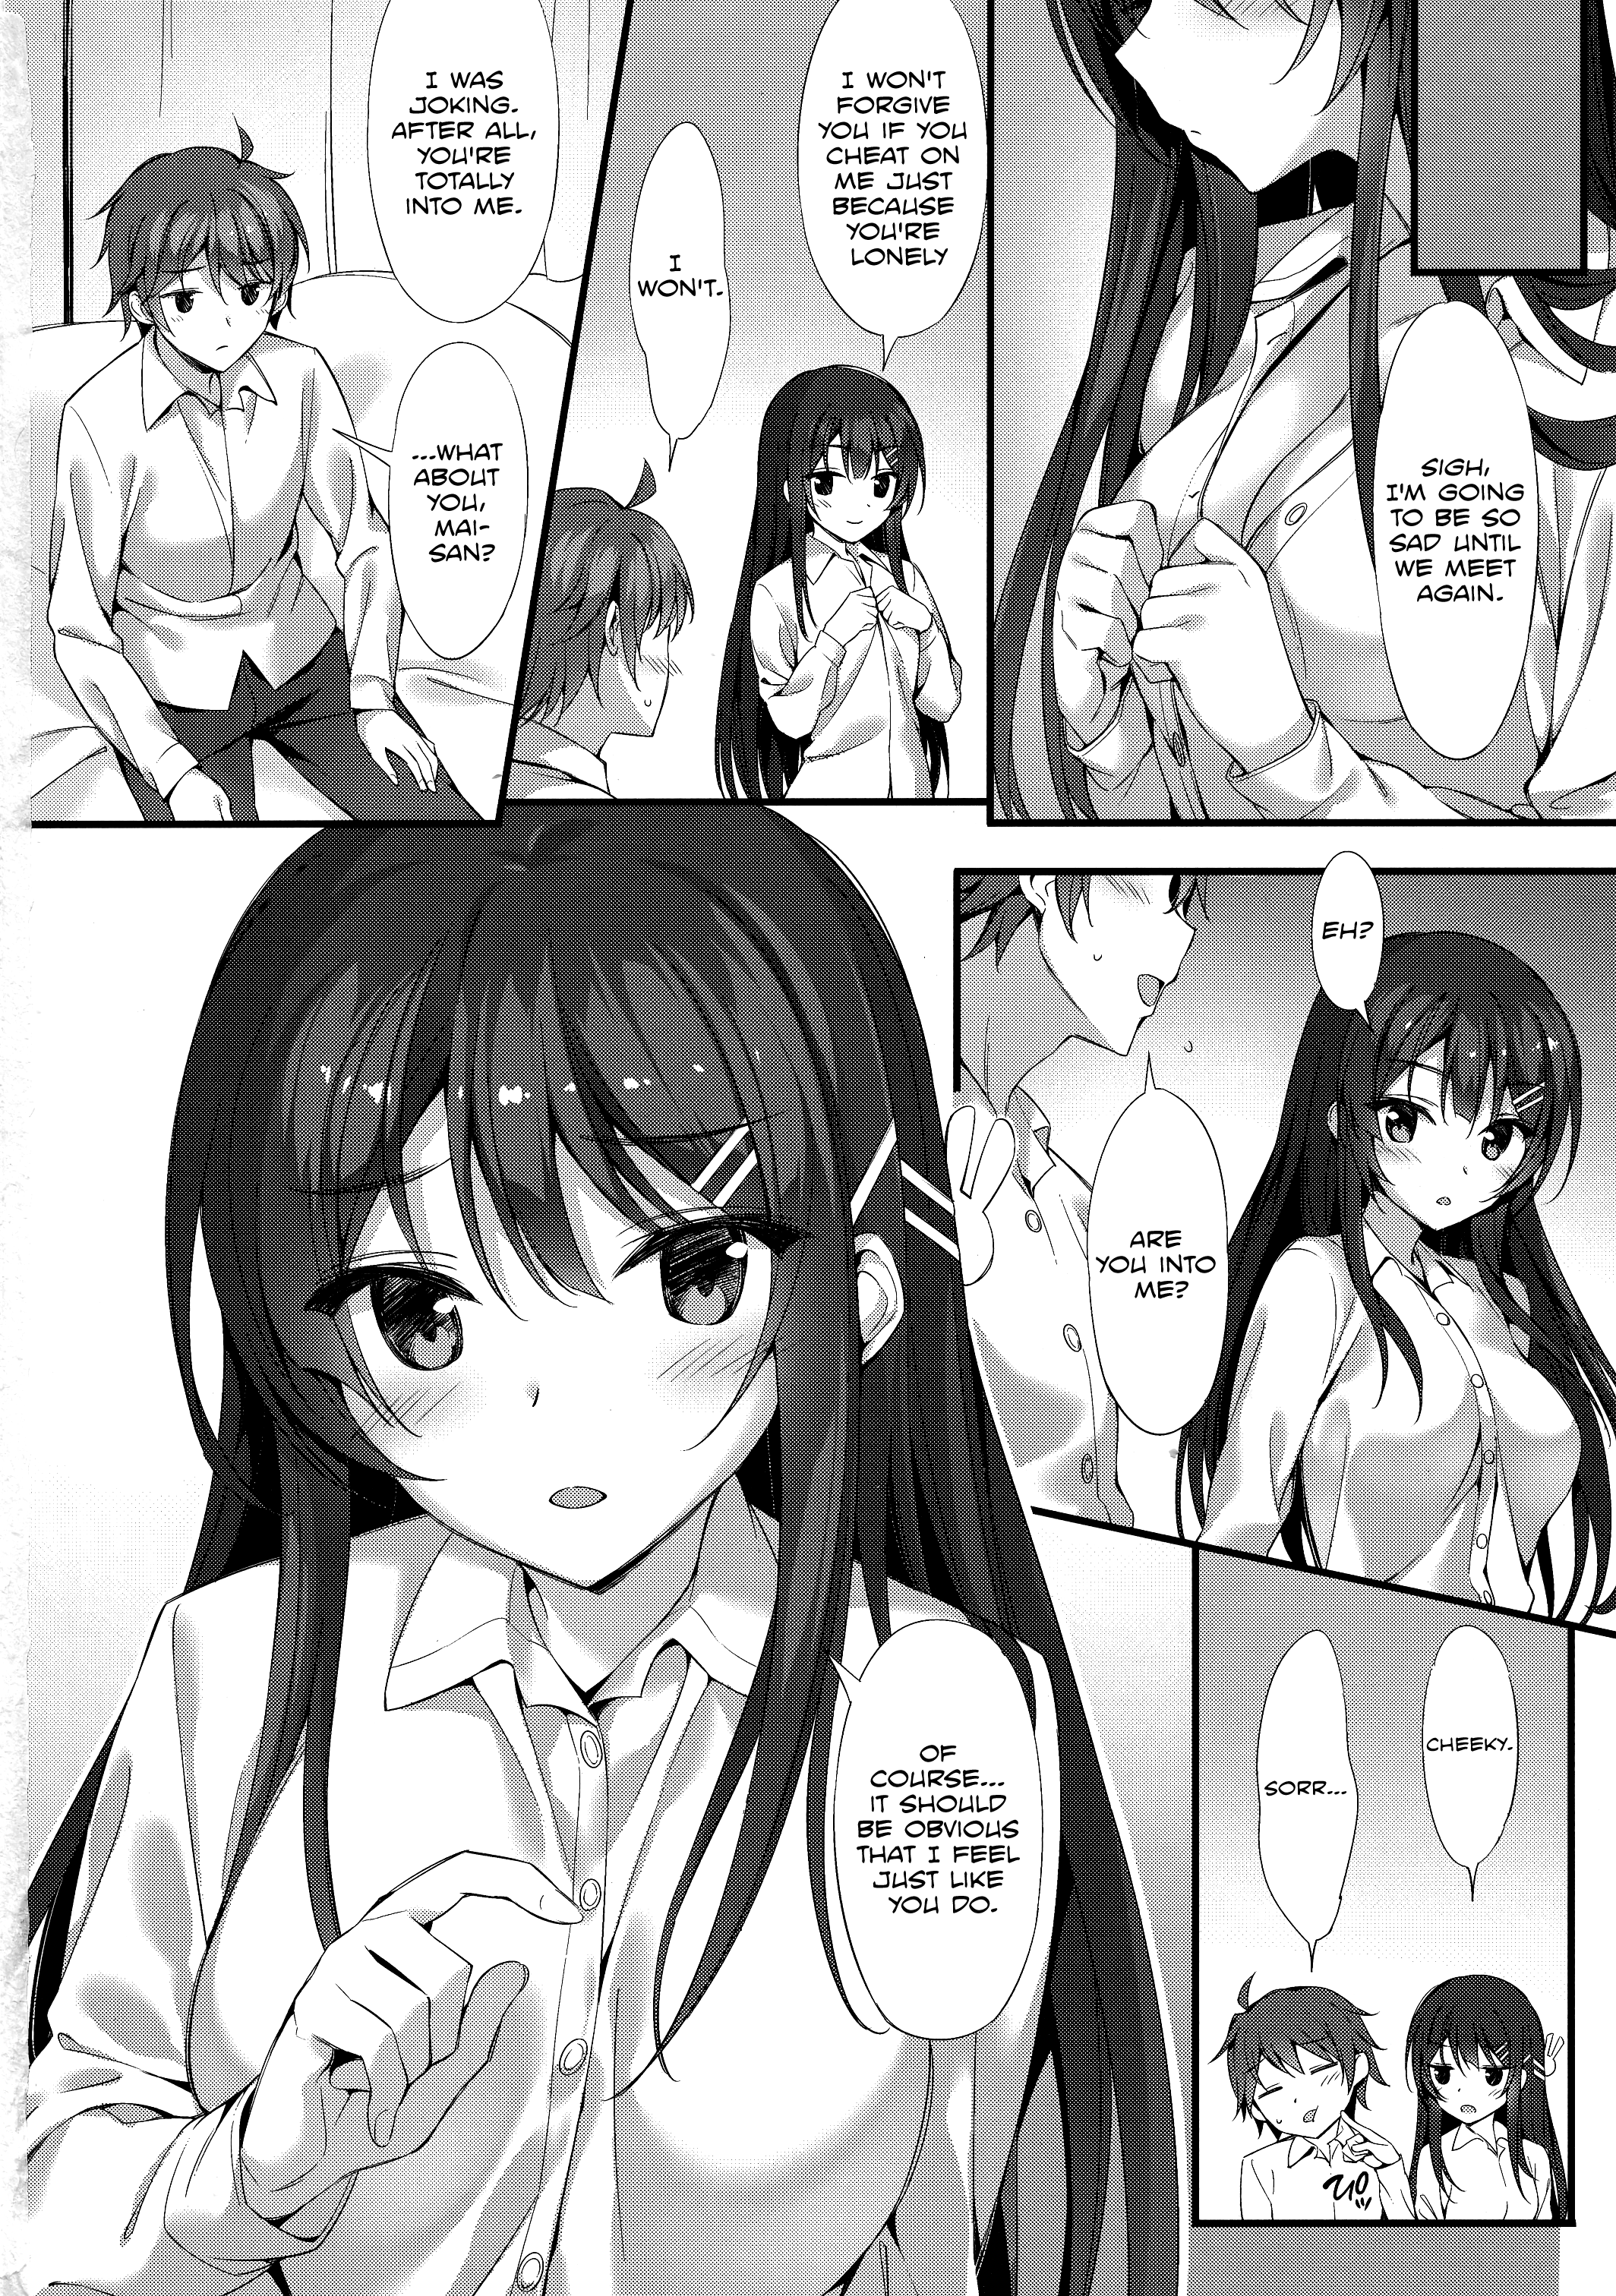 SIGH,
I'M GOING
TO BE SO
SAD UNTIL
WE MEET
AGAIN.
I WON'T
FORGIVE
YOU IF YOU
CHEAT ON
ME JUST
BECAUSE
YOU'RE
LONELY
I
WON'T.
I WAS
JOKING.
AFTER ALL,
YOU'RE
TOTALLY
INTO ME.
...WHAT
ABOUT
YOU,
MAI-
SAN?
EH?
ARE
YOU INTO
ME?
CHEEKY.
SORR...
OF
COURSE...
IT SHOULD
BE OBVIOUS
THAT I FEEL
JUST LIKE
YOU DO.